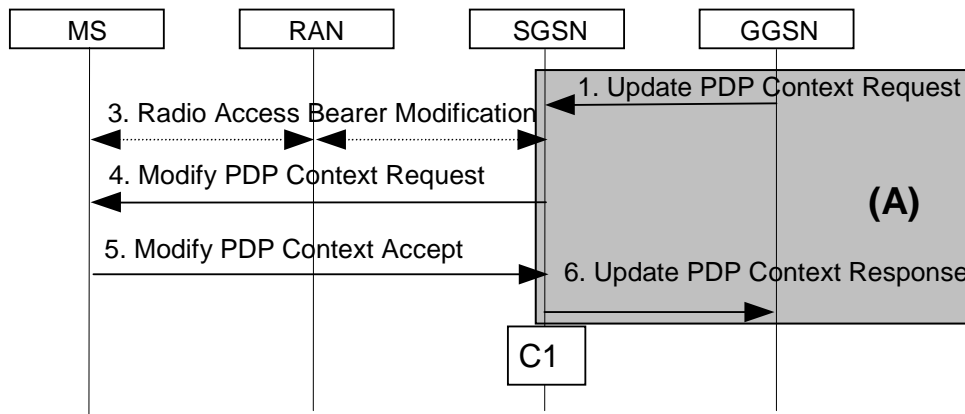 MS RAN SGSN GGSN
1. Update PDP Context Request
3. Radio Access Bearer Modification
4. Modify PDP Context Request
(A)
5. Modify PDP Context Accept
6. Update PDP Context Response
C1